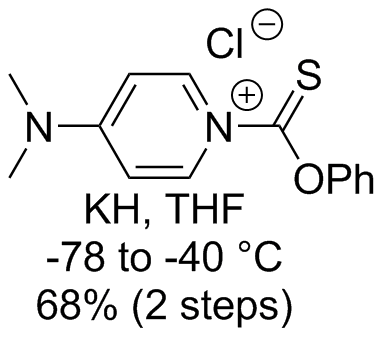 Cl ⊖
S
N
N ⊕
OPh
KH, THF
-78 to -40 °C
68% (2 steps)